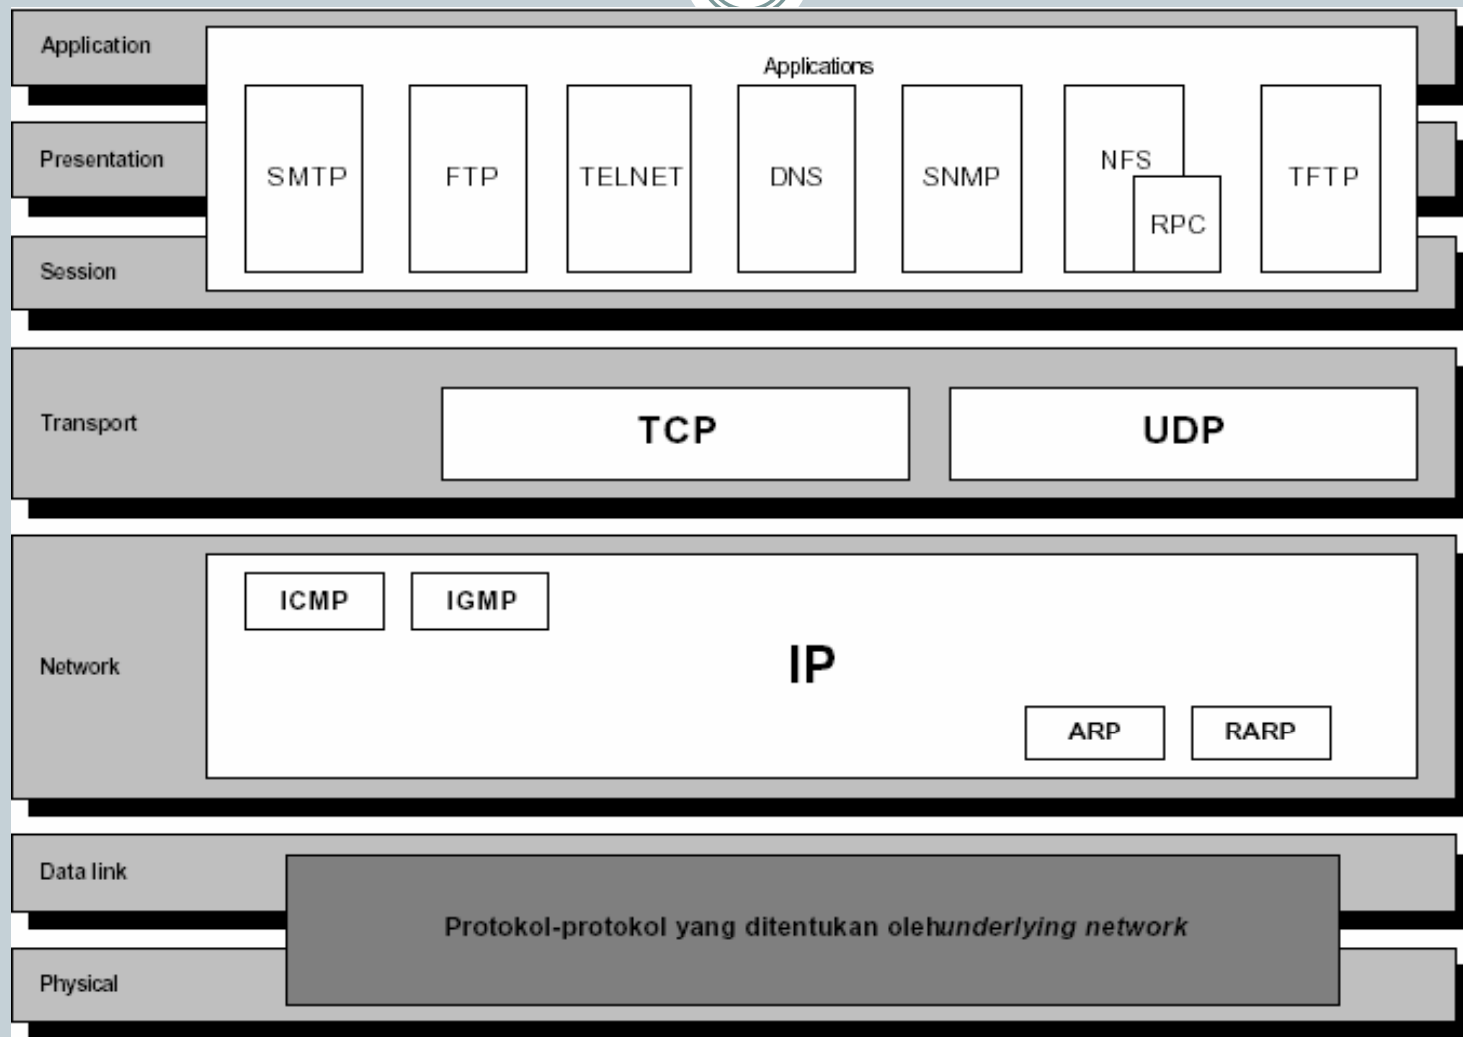 Application
Applications
Presentation
SMTP
FTP
TELNET
DNS
SNMP
NFS
RPC
TFTP
Session
Transport
TCP
UDP
Network
ICMP
IGMP
IP
ARP
RARP
Data link
Protokol-protokol yang ditentukan olehunderlying network
Physical